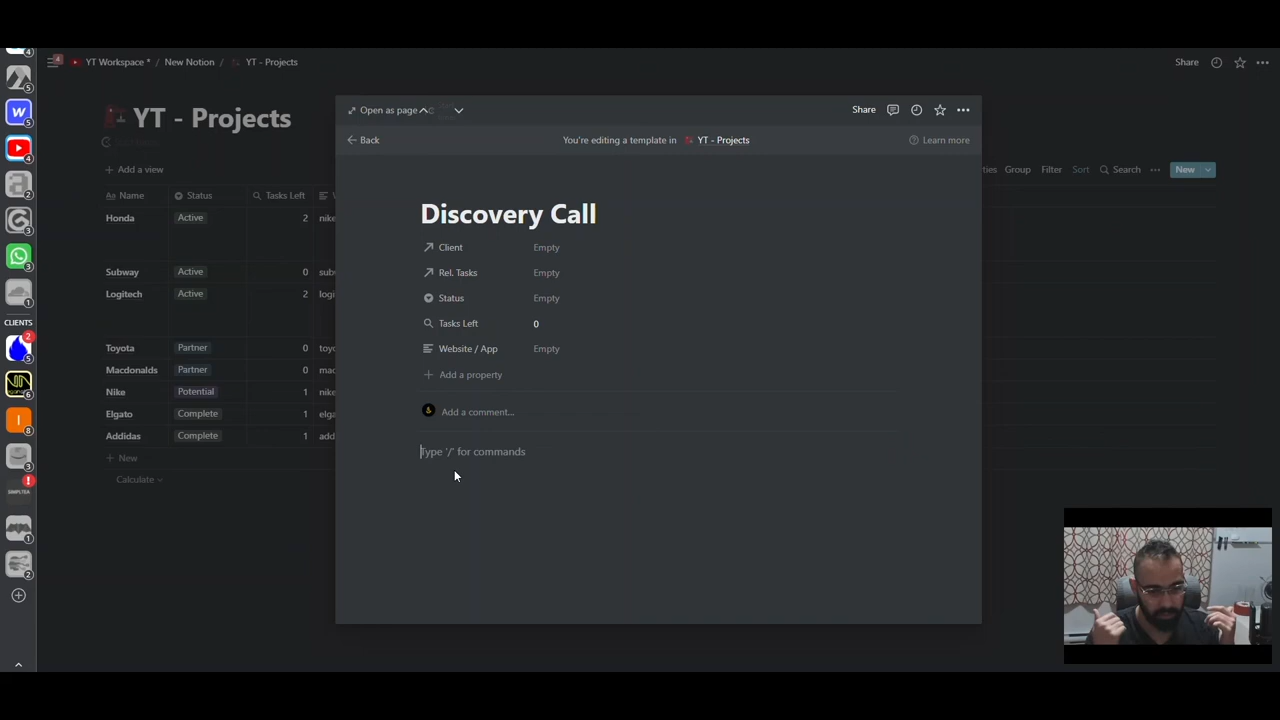 YT Workspace * / New Notion / YT - Projects
Share
YT - Projects
+ Add a view
Group Filter Sort Search New
Aa Name Status Tasks Left
Honda Active 2
Subway Active 0
Logitech Active 2
Toyota Partner 0
Macdonalds Partner 0
Nike Potential 1
Elgato Complete 1
Addidas Complete 1
+ New
Calculate
Open as page
Share
Back
You're editing a template in YT - Projects
Learn more
Discovery Call
Client Empty
Rel. Tasks Empty
Status Empty
Tasks Left 0
Website / App Empty
+ Add a property
Add a comment...
Type '/' for commands
CLIENTS